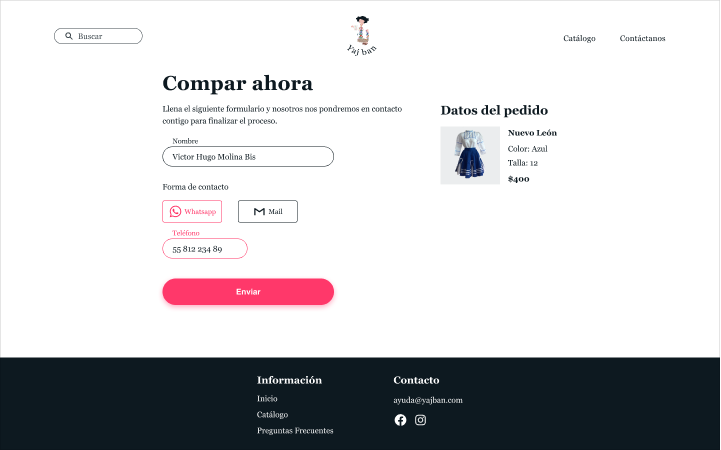 Buscar
Yaj ban
Catálogo
Contáctanos
Compar ahora
Llena el siguiente formulario y nosotros nos pondremos en contacto
contigo para finalizar el proceso.
Nombre
Victor Hugo Molina Bis
Forma de contacto
Whatsapp
Mail
Teléfono
55 812 234 89
Enviar
Datos del pedido
Nuevo León
Color: Azul
Talla: 12
$400
Información
Inicio
Catálogo
Preguntas Frecuentes
Contacto
ayuda@yajban.com